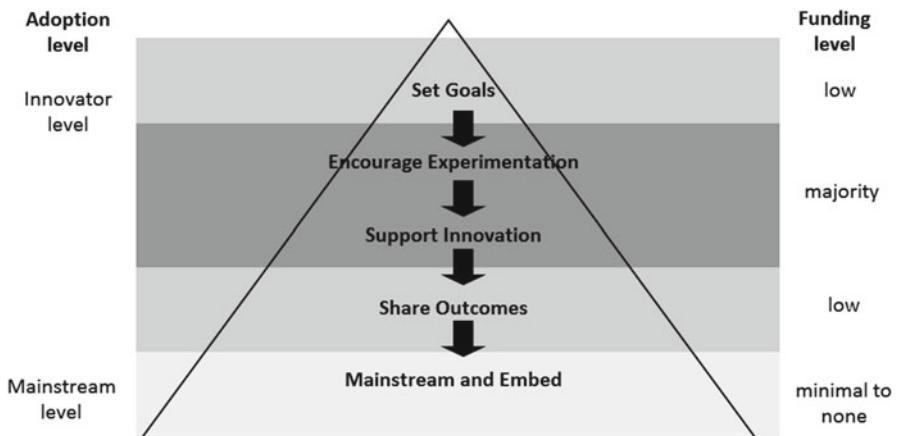 Adoption
level
Funding
level
Innovator
level
Set Goals
low
Encourage Experimentation
majority
Support Innovation
Share Outcomes
low
Mainstream
level
Mainstream and Embed
minimal to
none